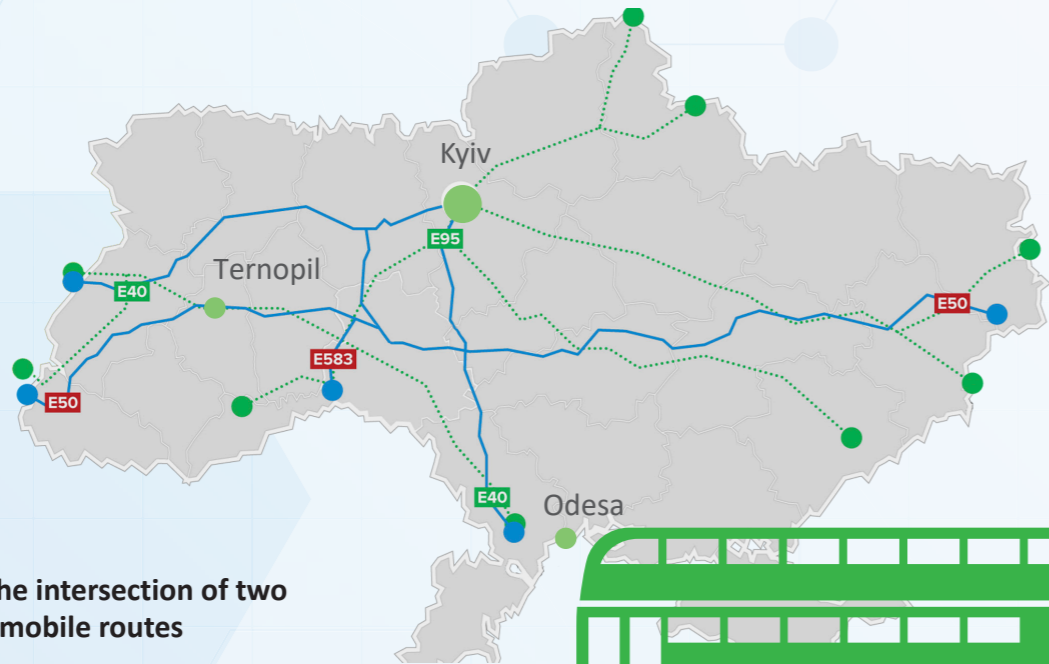 Kyiv
E95
Ternopil
E40
E50
E583
E50
E40
Odesa
he intersection of two
mobile routes